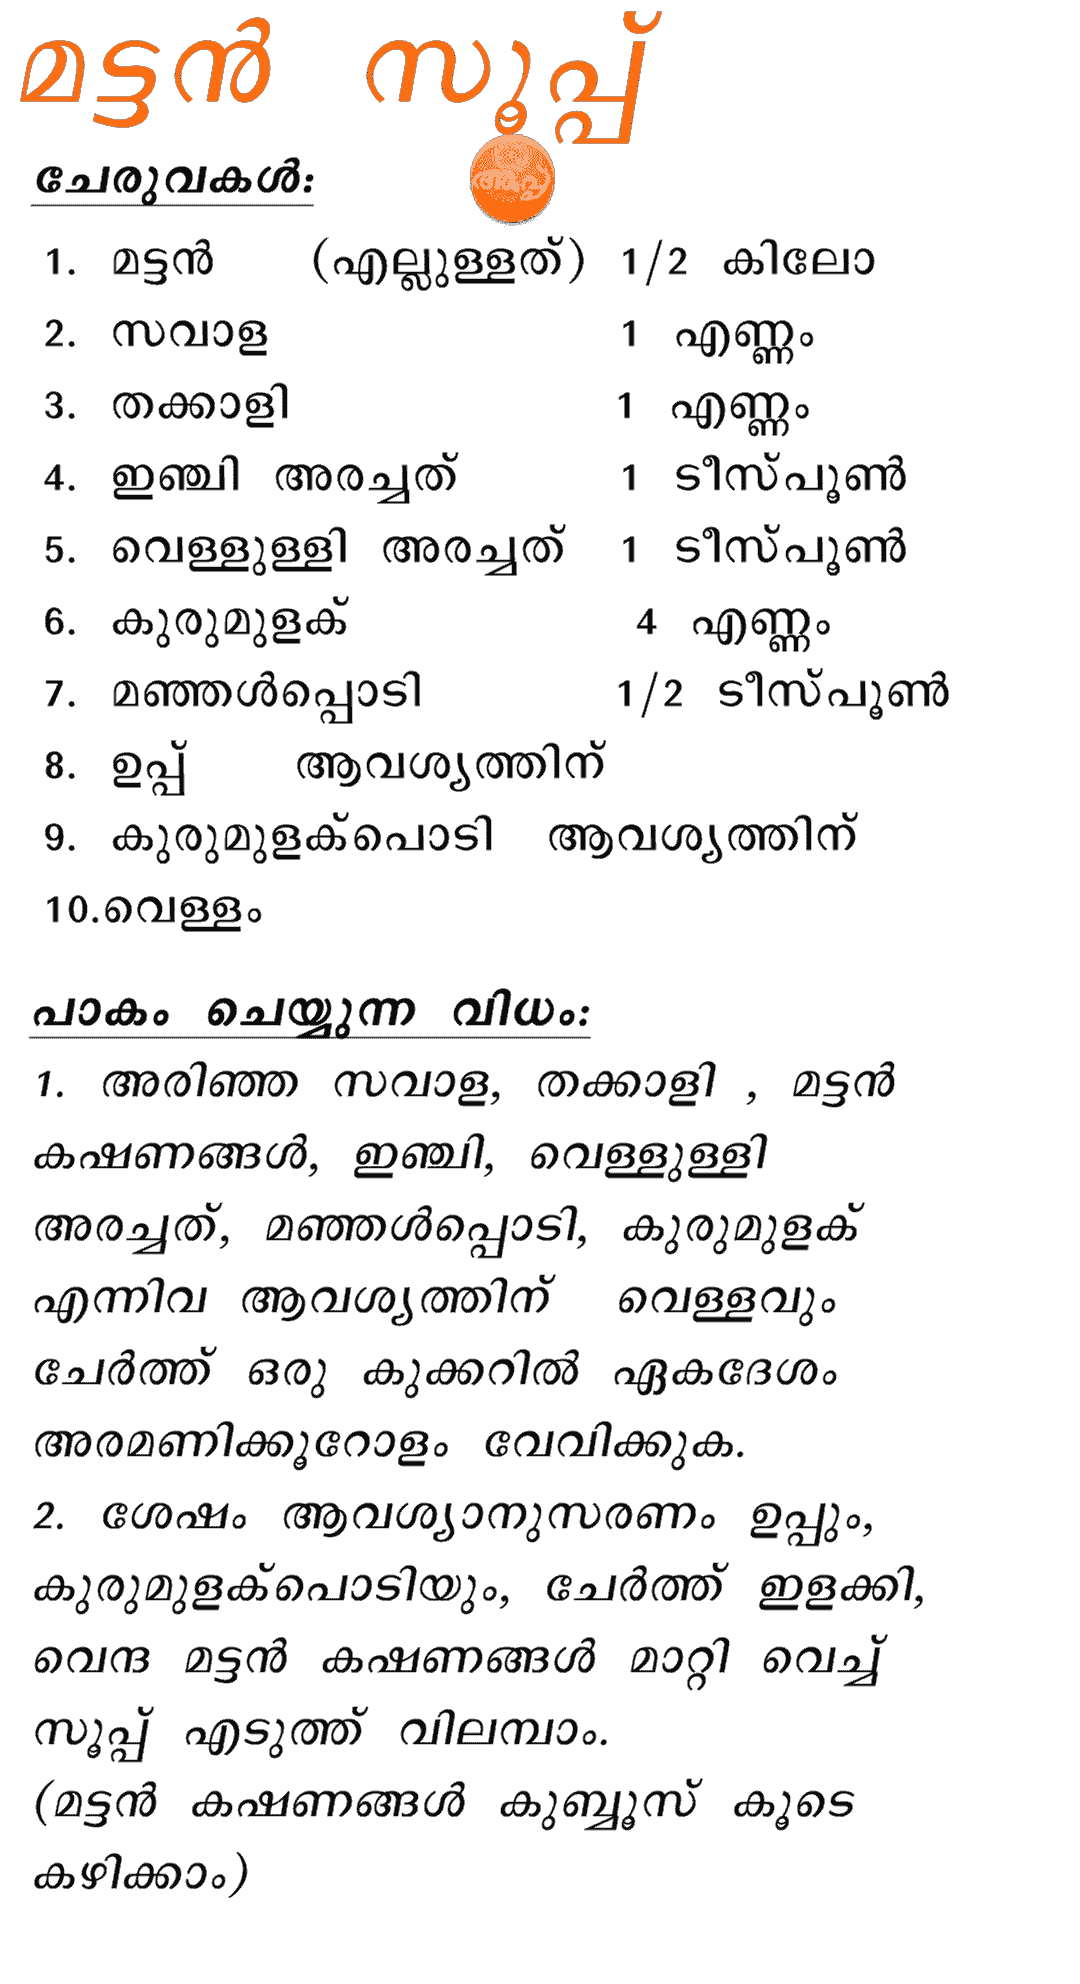 മട്ടൻ സൂപ്പ്
ചേരുവകൾ:
1. മട്ടൻ (എല്ലുള്ളത്) 1/2 കിലോ
2. സവാള 1 എണ്ണം
3. തക്കാളി 1 എണ്ണം
4. ഇഞ്ചി അരച്ചത് 1 ടീസ്പൂൺ
5. വെള്ളുള്ളി അരച്ചത് 1 ടീസ്പൂൺ
6. കുരുമുളക് 4 എണ്ണം
7. മഞ്ഞൾപ്പൊടി 1/2 ടീസ്പൂൺ
8. ഉപ്പ് ആവശ്യത്തിന്
9. കുരുമുളക്പൊടി ആവശ്യത്തിന്
10.വെള്ളം
പാകം ചെയ്യുന്ന വിധം:
1. അരിഞ്ഞ സവാള, തക്കാളി , മട്ടൻ
കഷണങ്ങൾ, ഇഞ്ചി, വെള്ളുള്ളി
അരച്ചത്, മഞ്ഞൾപ്പൊടി, കുരുമുളക്
എന്നിവ ആവശ്യത്തിന് വെള്ളവും
ചേർത്ത് ഒരു കുക്കറിൽ ഏകദേശം
അരമണിക്കൂറോളം വേവിക്കുക.
2. ശേഷം ആവശ്യാനുസരണം ഉപ്പും,
കുരുമുളക്പൊടിയും, ചേർത്ത് ഇളക്കി,
വെന്ദ മട്ടൻ കഷണങ്ങൾ മാറ്റി വെച്ച്
സൂപ്പ് എടുത്ത് വിലമ്പാം.
(മട്ടൻ കഷണങ്ങൾ കുബ്ബൂസ് കൂടെ
കഴിക്കാം)